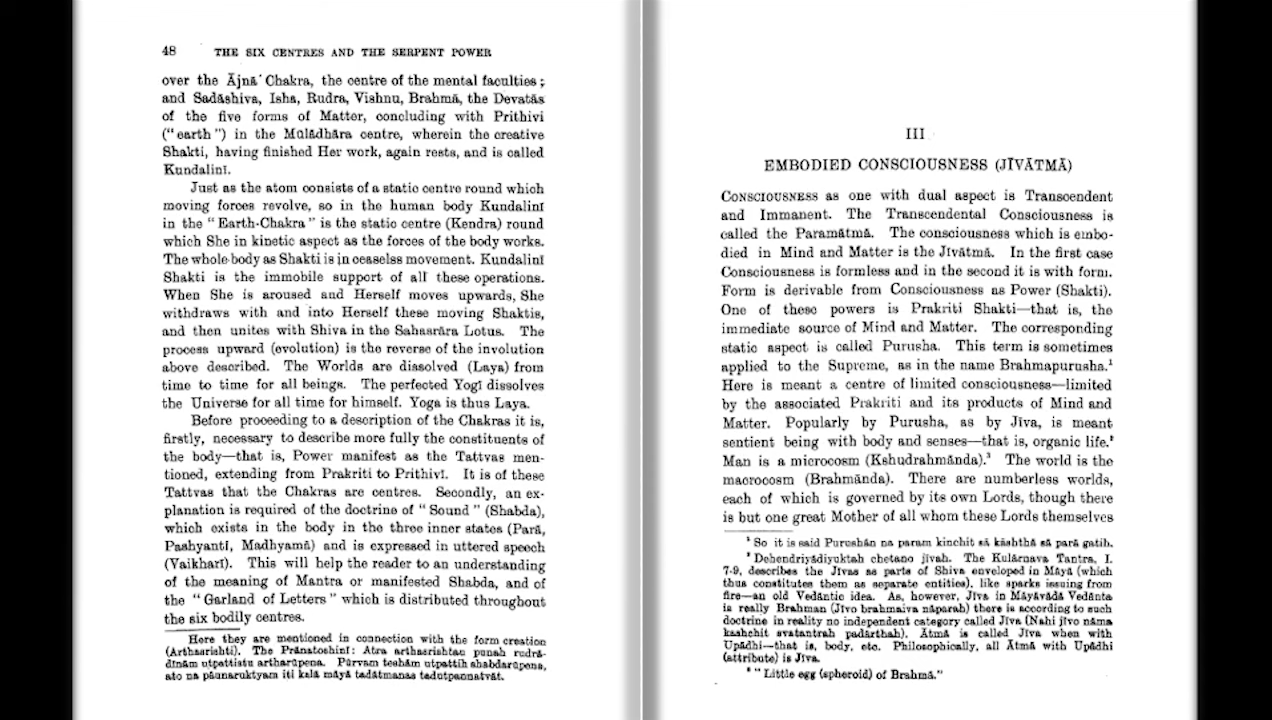 48 THE SIX CENTRES AND THE SERPENT POWER
over the Ājnā Chakra, the centre of the mental faculties;
and Sadāshiva, Isha, Rudra, Vishnu, Brahmā, the Devatās
of the five forms of Matter, concluding with Prithivi
("earth") in the Mūlādhāra centre, wherein the creative
Shakti, having finished Her work, again rests, and is called
Kundalinī.
Just as the atom consists of a static centre round which
moving forces revolve, so in the human body Kundalinī
in the "Earth-Chakra" is the static centre (Kendra) round
which She in kinetic aspect as the forces of the body works.
The whole body as Shakti is in ceaseless movement. Kundalinī
Shakti is the immobile support of all these operations.
When She is aroused and Herself moves upwards, She
withdraws with and into Herself these moving Shaktis,
and then unites with Shiva in the Sahasrāra Lotus. The
process upward (evolution) is the reverse of the involution
above described. The Worlds are dissolved (Laya) from
time to time for all beings. The perfected Yogī dissolves
the Universe for all time for himself. Yoga is thus Laya.
Before proceeding to a description of the Chakras it is,
firstly, necessary to describe more fully the constituents of
the body—that is, Power manifest as the Tattvas men-
tioned, extending from Prakriti to Prithivī. It is of these
Tattvas that the Chakras are centres. Secondly, an ex-
planation is required of the doctrine of "Sound" (Shabda),
which exists in the body in the three inner states (Parā,
Pashyantī, Madhyamā) and is expressed in uttered speech
(Vaikharī). This will help the reader to an understanding
of the meaning of Mantra or manifested Shabda, and of
the "Garland of Letters" which is distributed throughout
the six bodily centres.
Here they are mentioned in connection with the form creation
(Arthasrishti). The Prānatoshinī: Atra arthasrishtau punah rudrā-
dīnām utpattistu artharūpena. Pūrvam teshām utpattih shabdarūpena,
ato na paunaruktyam iti kalā māyā tadātmanas tadutpannatvāt.
III
EMBODIED CONSCIOUSNESS (JĪVĀTMĀ)
CONSCIOUSNESS as one with dual aspect is Transcendent
and Immanent. The Transcendental Consciousness is
called the Paramātmā. The consciousness which is embo-
died in Mind and Matter is the Jīvātmā. In the first case
Consciousness is formless and in the second it is with form.
Form is derivable from Consciousness as Power (Shakti).
One of these powers is Prakriti Shakti—that is, the
immediate source of Mind and Matter. The corresponding
static aspect is called Purusha. This term is sometimes
applied to the Supreme, as in the name Brahmapurusha.¹
Here is meant a centre of limited consciousness—limited
by the associated Prakriti and its products of Mind and
Matter. Popularly by Purusha, as by Jīva, is meant
sentient being with body and senses—that is, organic life.²
Man is a microcosm (Kshudrahmānda).³ The world is the
macrocosm (Brahmānda). There are numberless worlds,
each of which is governed by its own Lords, though there
is but one great Mother of all whom these Lords themselves
¹ So it is said Purushān na param kinchit sā kāshthā sā parā gatih.
² Dehendriyādiyuktah chetano jīvah. The Kulārnava Tantra, I.
7-9, describes the Jīvas as parts of Shiva enveloped in Māyā (which
thus constitutes them as separate entities), like sparks issuing from
fire—an old Vedāntic idea. As, however, Jīva in Māyāvāda Vedānta
is really Brahman (Jīvo brahmaiva nāparah) there is according to such
doctrine in reality no independent category called Jīva (Nahi jīvo nāma
kashchit svatantrah padārthah). Ātmā is called Jīva when with
Upādhi—that is, body, etc. Philosophically, all Ātmā with Upādhi
(attribute) is Jīva.
³ "Little egg (spheroid) of Brahmā."